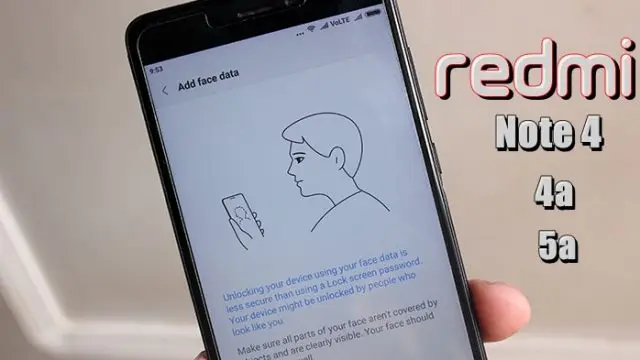 VoLTE
9:53
Add face data
redmi
Note 4
4a
5a
Unlocking your device using your face data is
less secure than using a Lock screen password.
Your device might be unlocked by people who
look like you.
Make sure all parts of your face aren't covered by
objects and are clearly visible. Your face should
well.